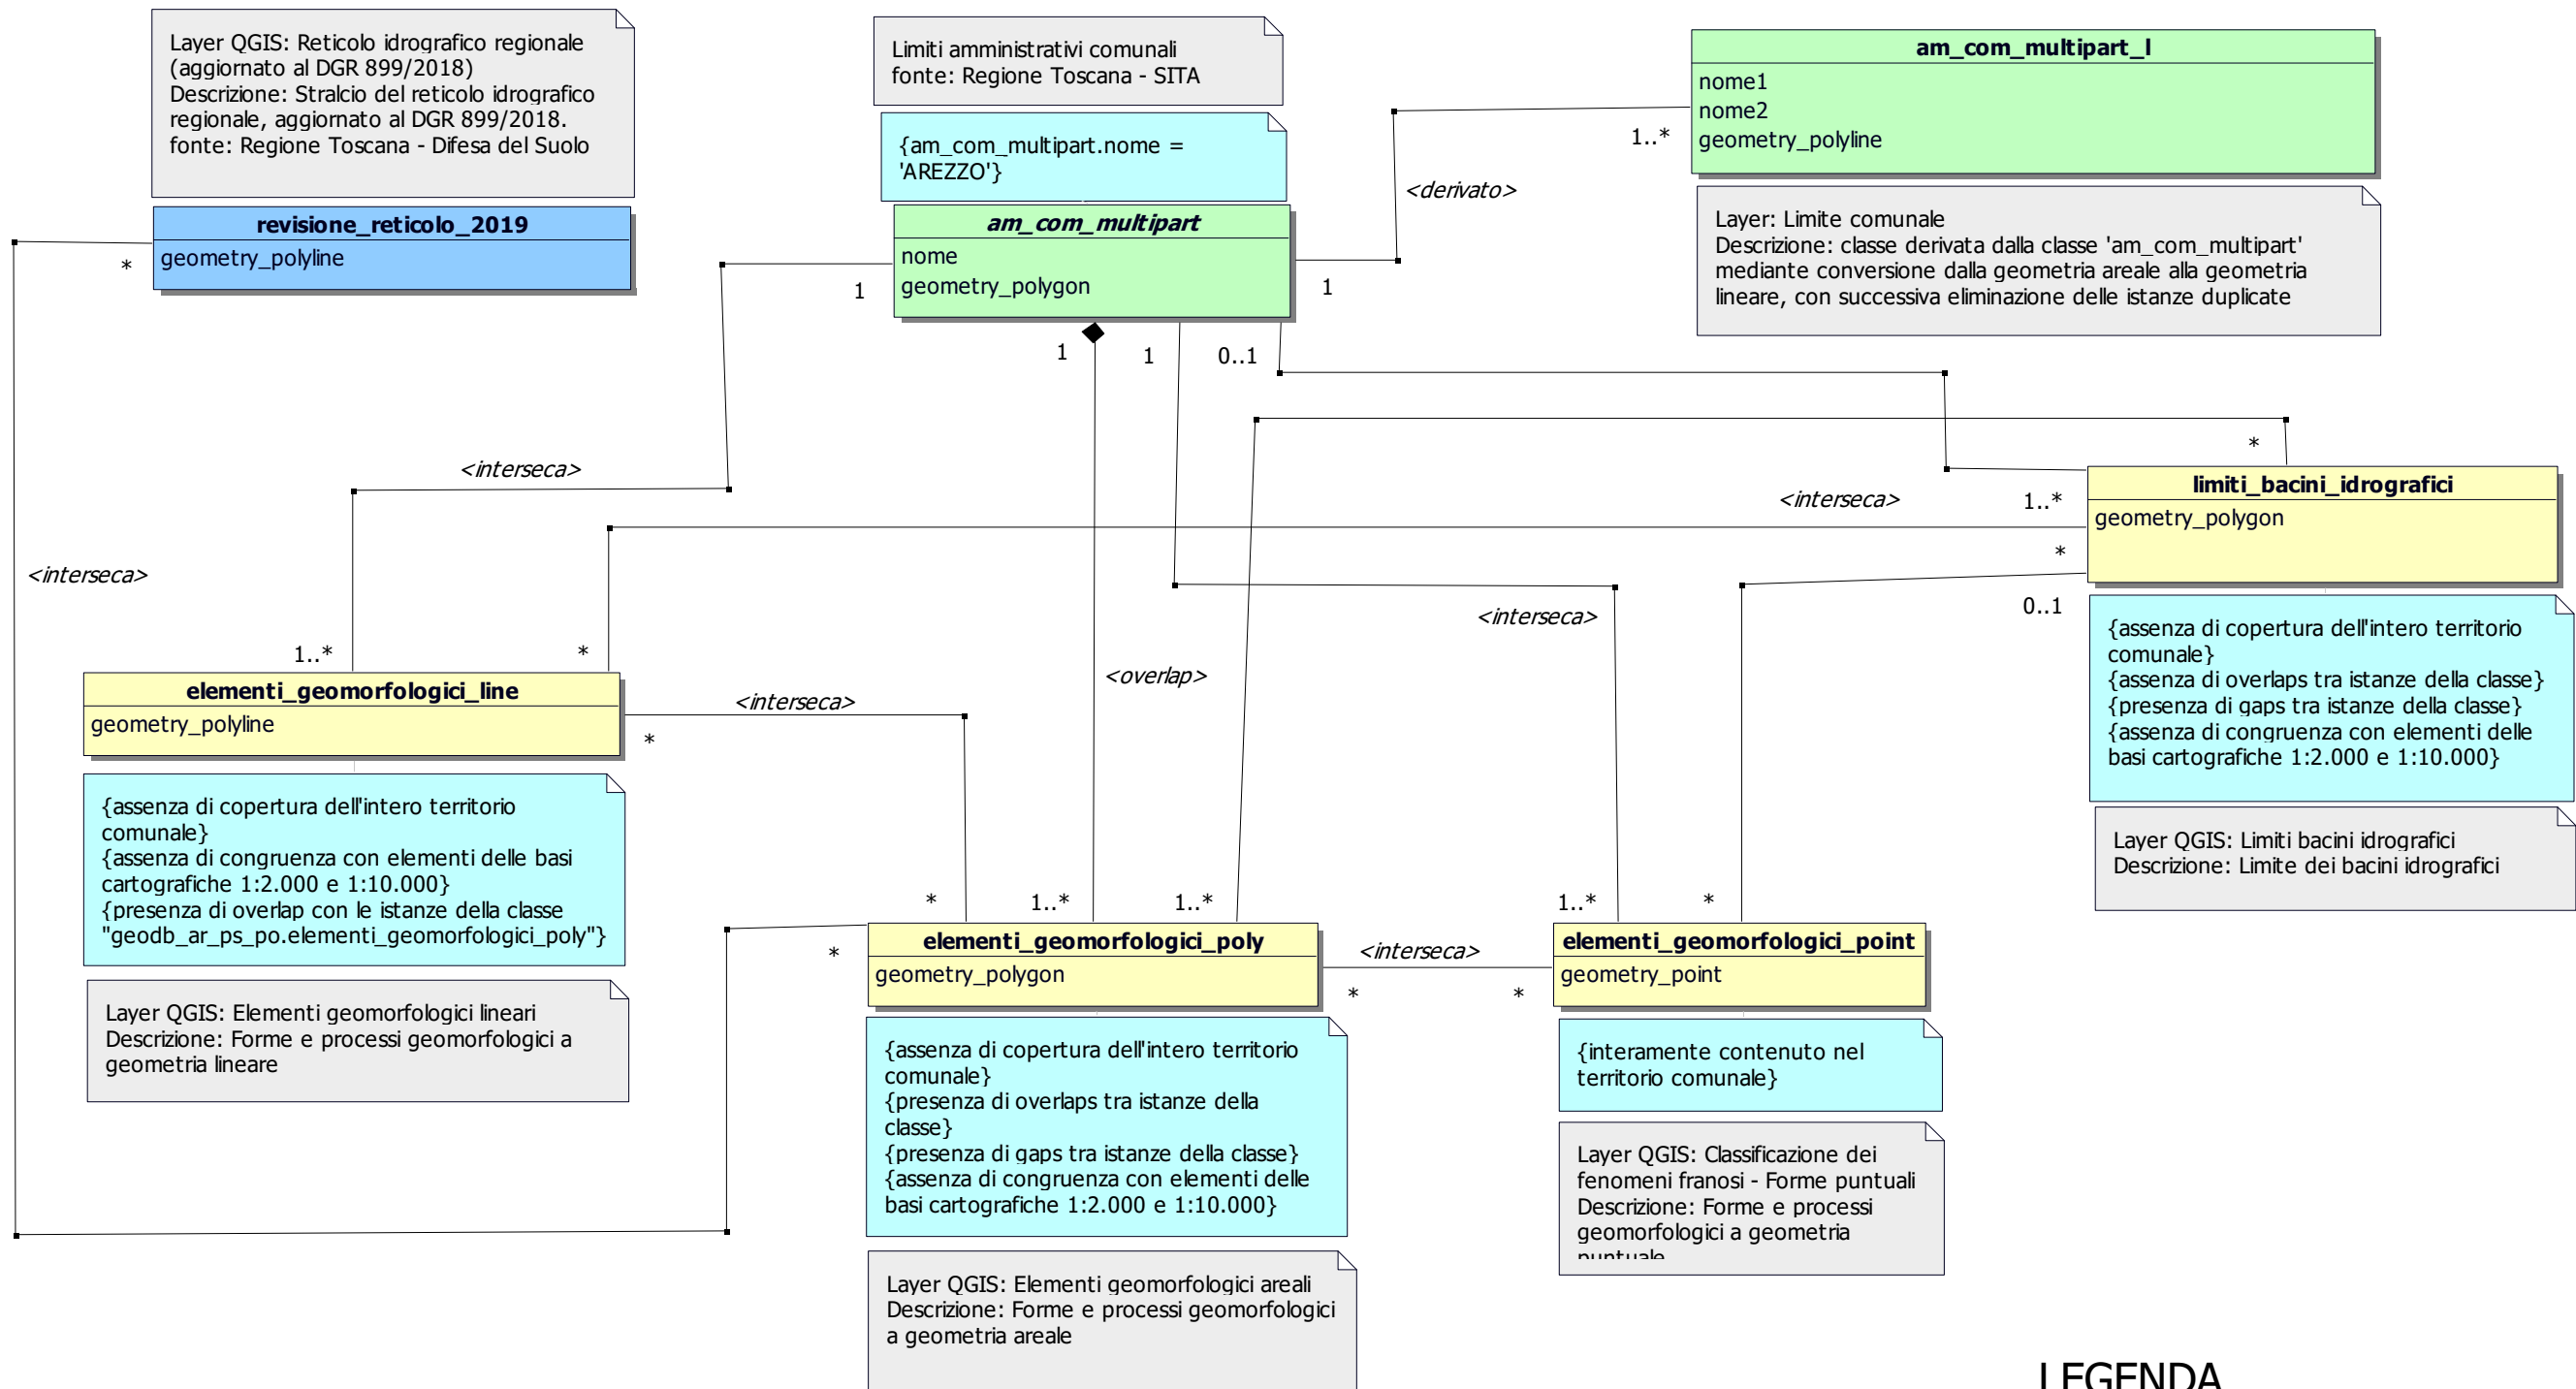 Layer QGIS: Reticolo idrografico regionale
(aggiornato al DGR 899/2018)
Descrizione: Stralcio del reticolo idrografico
regionale, aggiornato al DGR 899/2018.
fonte: Regione Toscana - Difesa del Suolo
Limiti amministrativi comunali
fonte: Regione Toscana - SITA
{am_com_multipart.nome =
'AREZZO'}
am_com_multipart_l
nome1
nome2
geometry_polyline
1..*
<derivato>
Layer: Limite comunale
Descrizione: classe derivata dalla classe 'am_com_multipart'
mediante conversione dalla geometria areale alla geometria
lineare, con successiva eliminazione delle istanze duplicate
revisione_reticolo_2019
geometry_polyline
*
am_com_multipart
nome
geometry_polygon
1
1
1
1
0..1
*
<interseca>
<interseca>
1..*
limiti_bacini_idrografici
geometry_polygon
*
0..1
<interseca>
<interseca>
{assenza di copertura dell'intero territorio
comunale}
{assenza di overlaps tra istanze della classe}
{presenza di gaps tra istanze della classe}
{assenza di congruenza con elementi delle
basi cartografiche 1:2.000 e 1:10.000}
Layer QGIS: Limiti bacini idrografici
Descrizione: Limite dei bacini idrografici
1..*
*
<overlap>
elementi_geomorfologici_line
geometry_polyline
<interseca>
*
{assenza di copertura dell'intero territorio
comunale}
{assenza di congruenza con elementi delle basi
cartografiche 1:2.000 e 1:10.000}
{presenza di overlap con le istanze della classe
"geodb_ar_ps_po.elementi_geomorfologici_poly"}
Layer QGIS: Elementi geomorfologici lineari
Descrizione: Forme e processi geomorfologici a
geometria lineare
*
1..*
1..*
1..*
*
*
elementi_geomorfologici_poly
geometry_polygon
<interseca>
*
*
elementi_geomorfologici_point
geometry_point
{assenza di copertura dell'intero territorio
comunale}
{presenza di overlaps tra istanze della
classe}
{presenza di gaps tra istanze della classe}
{assenza di congruenza con elementi delle
basi cartografiche 1:2.000 e 1:10.000}
{interamente contenuto nel
territorio comunale}
Layer QGIS: Classificazione dei
fenomeni franosi - Forme puntuali
Descrizione: Forme e processi
geomorfologici a geometria
puntuale
Layer QGIS: Elementi geomorfologici areali
Descrizione: Forme e processi geomorfologici
a geometria areale
LEGENDA